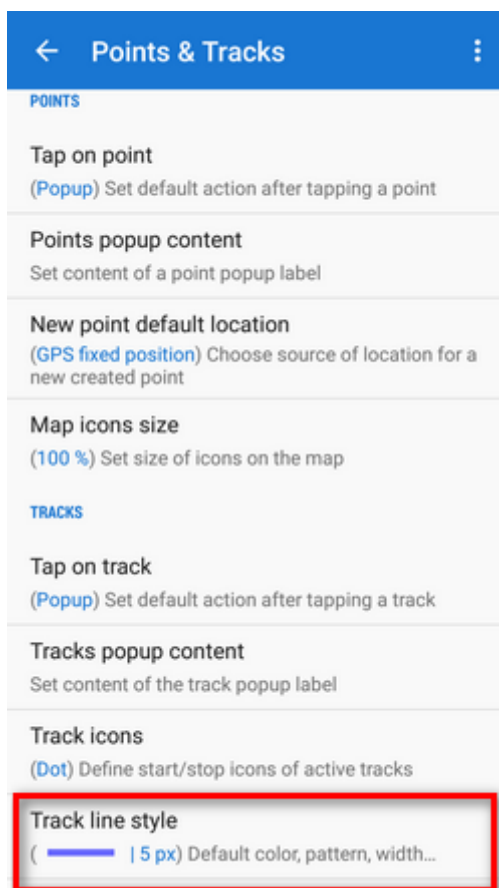 Points & Tracks
POINTS
Tap on point
(Popup) Set default action after tapping a point
Points popup content
Set content of a point popup label
New point default location
(GPS fixed position) Choose source of location for a
new created point
Map icons size
(100 %) Set size of icons on the map
TRACKS
Tap on track
(Popup) Set default action after tapping a track
Tracks popup content
Set content of the track popup label
Track icons
(Dot) Define start/stop icons of active tracks
Track line style
( | 5 px) Default color, pattern, width...